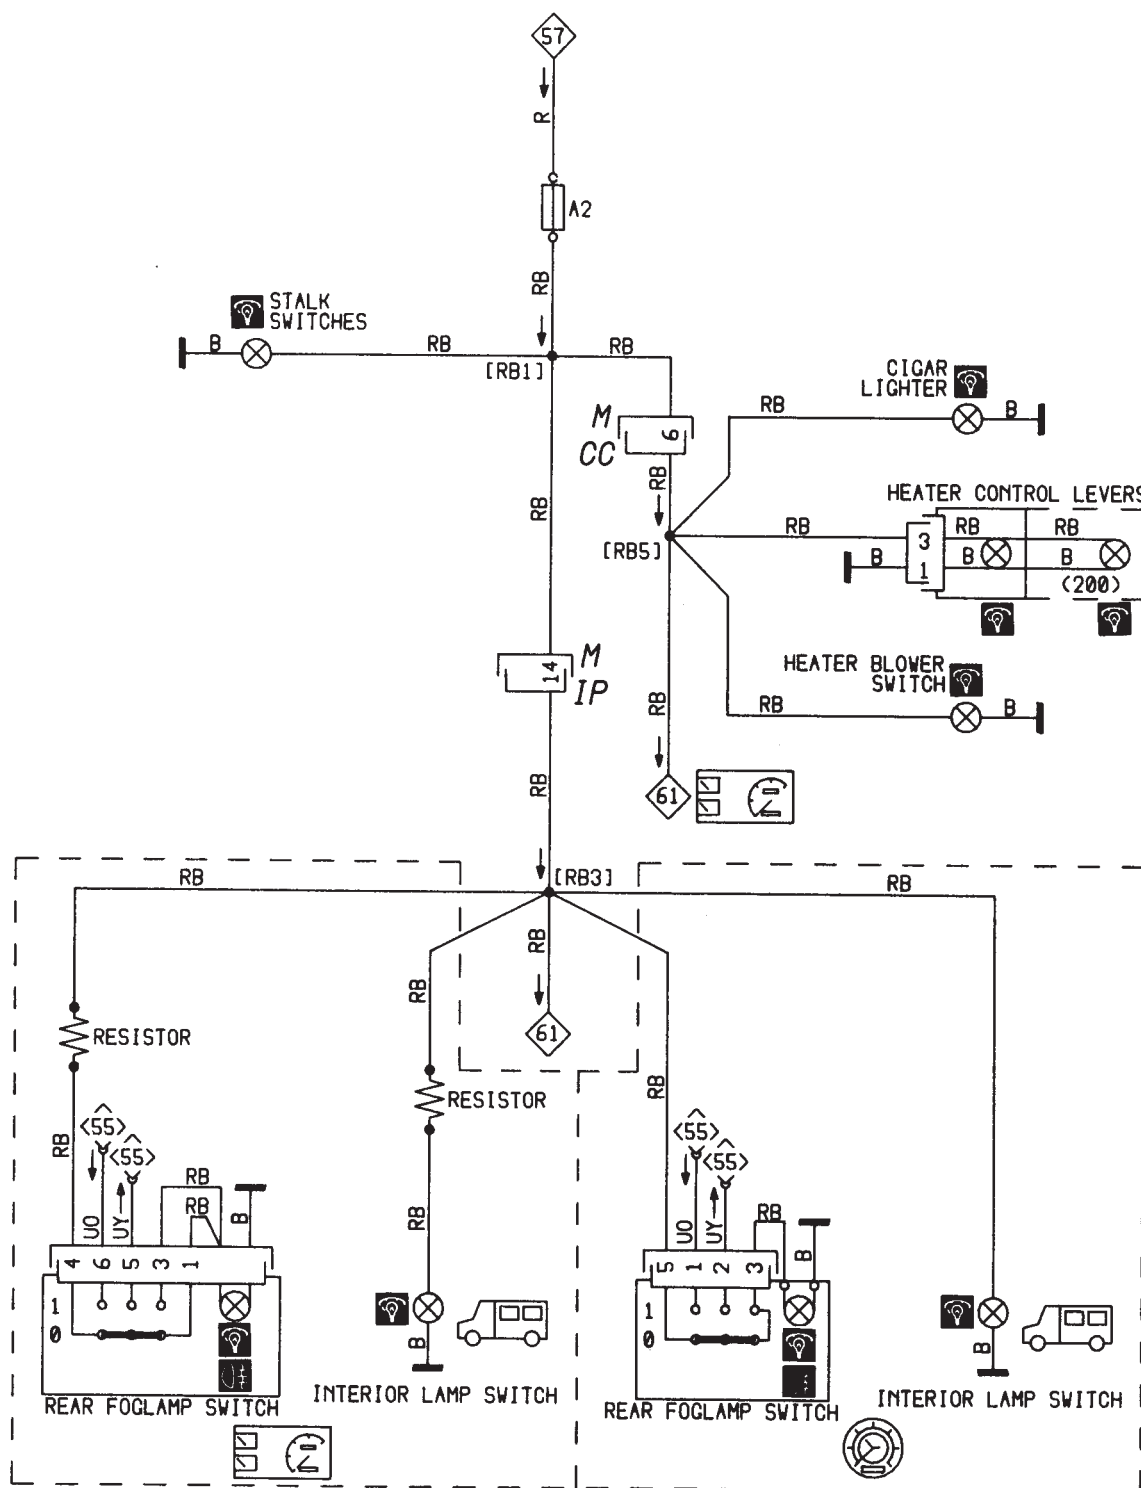 57
R
A2
RB
STALK
SWITCHES
B
RB
RB
[RB1]
CIGAR
LIGHTER
RB
B
M
CC
6
RB
HEATER CONTROL LEVERS
RB
RB
RB
[RB5]
3
B
B
B
1
(200)
RB
M
IP
14
HEATER BLOWER
SWITCH
RB
RB
B
RB
61
[RB3]
RB
RB
RB
RB
61
RESISTOR
RB
RESISTOR
<55>
<55>
<55>
<55>
RB
RB
RB
RB
UO
UY
B
RB
UO
UY
B
4
6
5
3
1
5
1
2
3
1
0
1
0
B
B
REAR FOGLAMP SWITCH
INTERIOR LAMP SWITCH
REAR FOGLAMP SWITCH
INTERIOR LAMP SWITCH